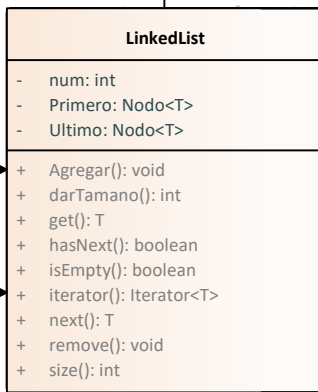 LinkedList
- num: int
- Primero: Nodo<T>
- Ultimo: Nodo<T>
+ Agregar(): void
+ darTamano(): int
+ get(): T
+ hasNext(): boolean
+ isEmpty(): boolean
+ iterator(): Iterator<T>
+ next(): T
+ remove(): void
+ size(): int